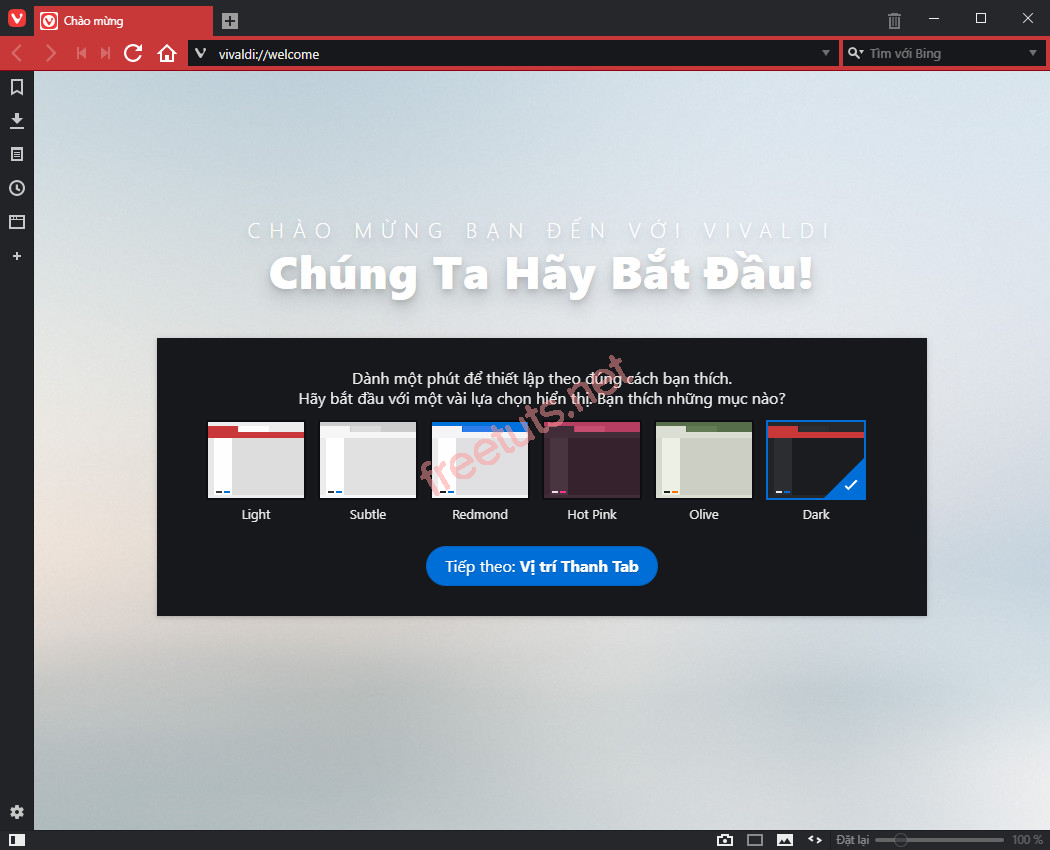 Chào mừng
vivaldi://welcome
Tìm với Bing
CHÀO MỪNG BẠN ĐẾN VỚI VIVALDI
Chúng Ta Hãy Bắt Đầu!
Dành một phút để thiết lập theo đúng cách bạn thích.
Hãy bắt đầu với một vài lựa chọn hiển thị. Bạn thích những mục nào?
freetuts.net
Light
Subtle
Redmond
Hot Pink
Olive
Dark
Tiếp theo: Vị trí Thanh Tab
Đặt lại
100 %